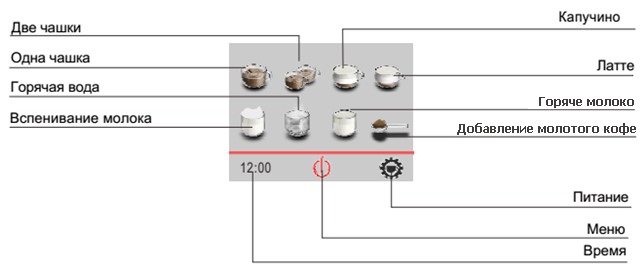 Две чашки
Капучино
Одна чашка
Латте
Горячая вода
Горяче молоко
Вспенивание молока
Добавление молотого кофе
12:00
Питание
Меню
Время